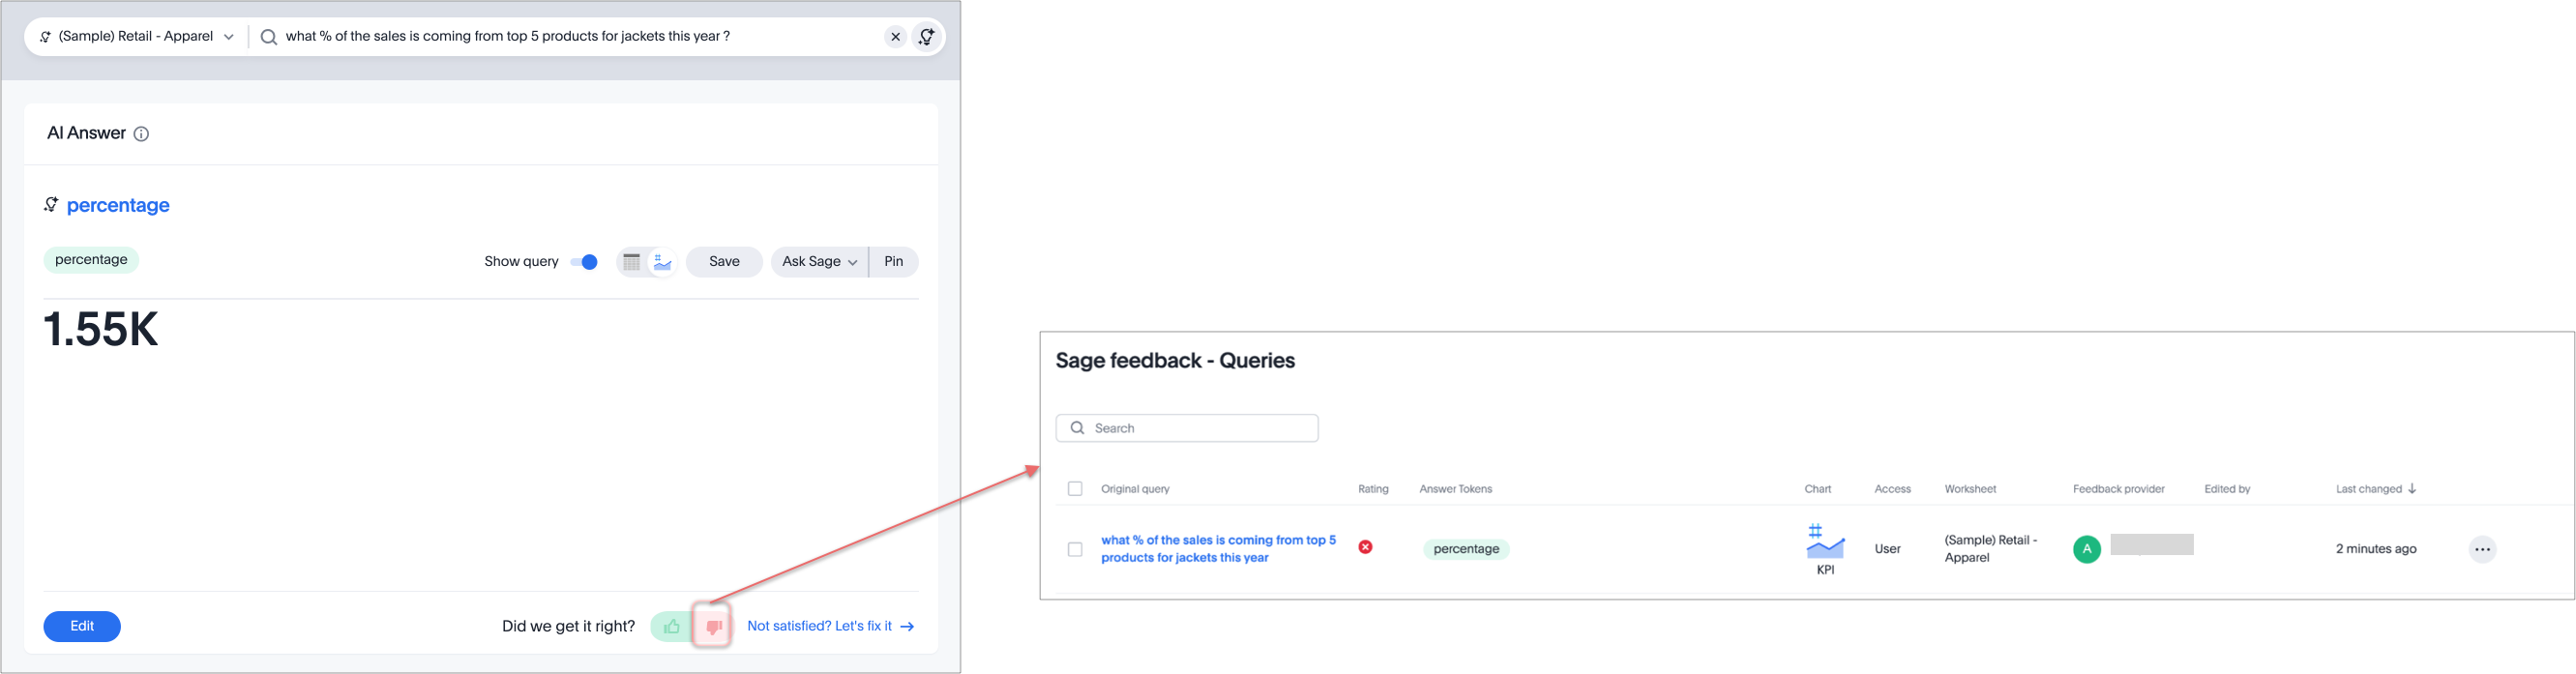 (Sample) Retail - Apparel
what % of the sales is coming from top 5 products for jackets this year ?
AI Answer
percentage
percentage
Show query
Save
Ask Sage
Pin
1.55K
Edit
Did we get it right?
Not satisfied? Let's fix it
Sage feedback - Queries
Search
Original query Rating Answer Tokens Chart Access Worksheet Feedback provider Edited by Last changed
what % of the sales is coming from top 5
products for jackets this year
percentage
KPI
User
(Sample) Retail -
Apparel
A
2 minutes ago